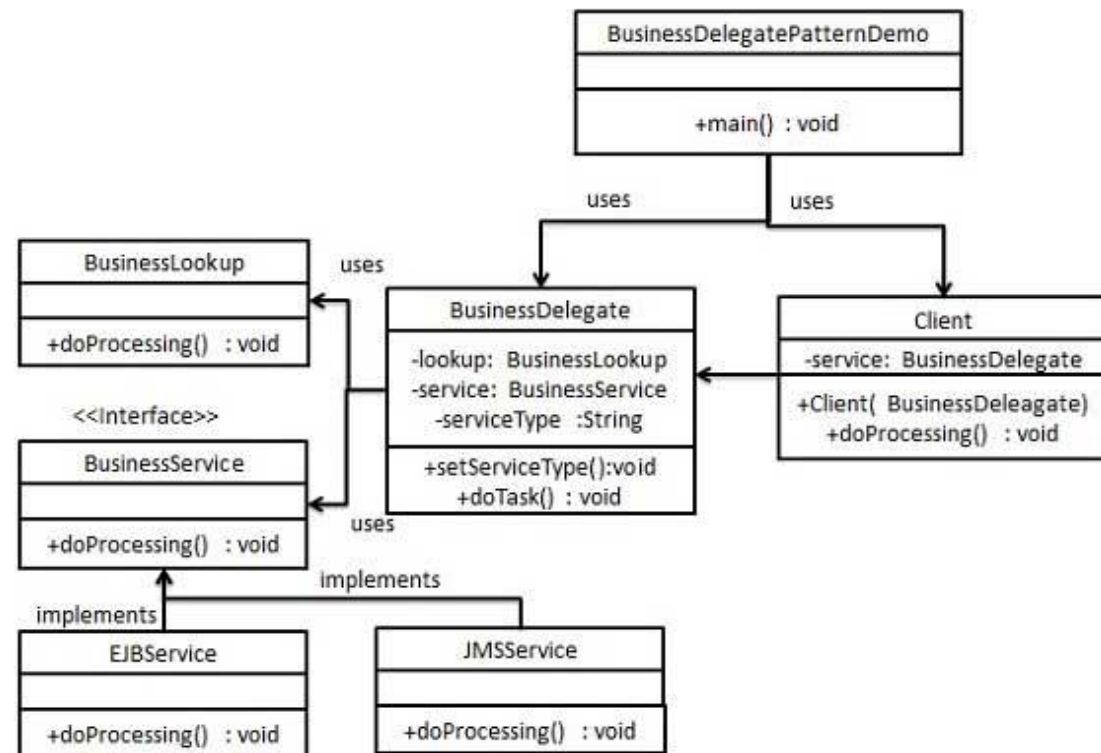 BusinessDelegatePatternDemo
+main() : void
uses
uses
BusinessLookup
+doProcessing() : void
uses
BusinessDelegate
-lookup: BusinessLookup
-service: BusinessService
-serviceType :String
+setServiceType():void
+doTask() : void
Client
-service: BusinessDelegate
+Client( BusinessDeleagate)
+doProcessing() : void
<<Interface>>
BusinessService
+doProcessing() : void
uses
implements
implements
EJBService
+doProcessing() : void
JMSService
+doProcessing() : void